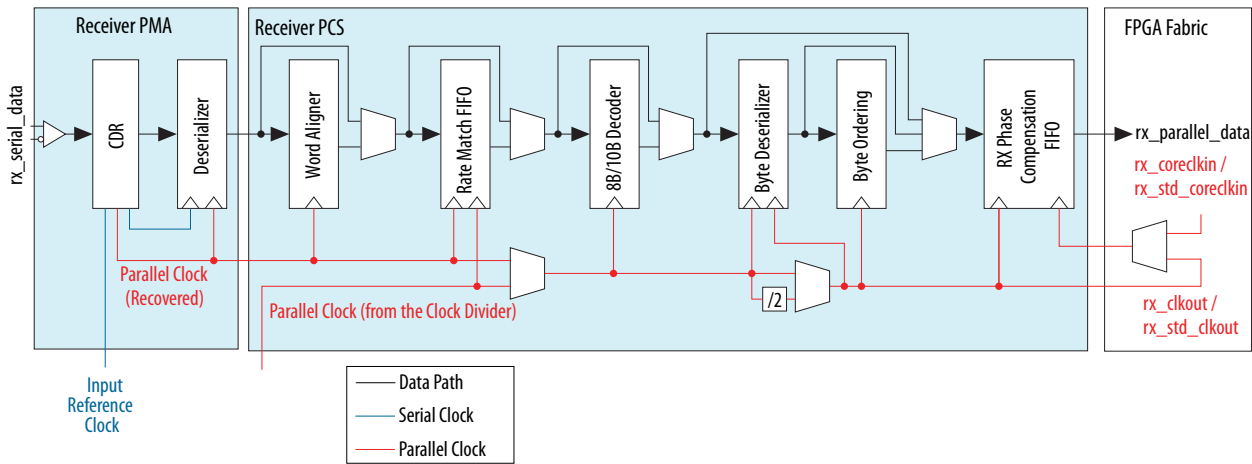 Receiver PMA
Receiver PCS
FPGA Fabric
rx_serial_data
CDR
Deserializer
Word Aligner
Rate Match FIFO
8B/10B Decoder
Byte Deserializer
Byte Ordering
RX Phase
Compensation
FIFO
rx_parallel_data
rx_coreclkin /
rx_std_coreclkin
Parallel Clock
(Recovered)
Parallel Clock (from the Clock Divider)
/2
rx_clkout /
rx_std_clkout
Input
Reference
Clock
Data Path
Serial Clock
Parallel Clock